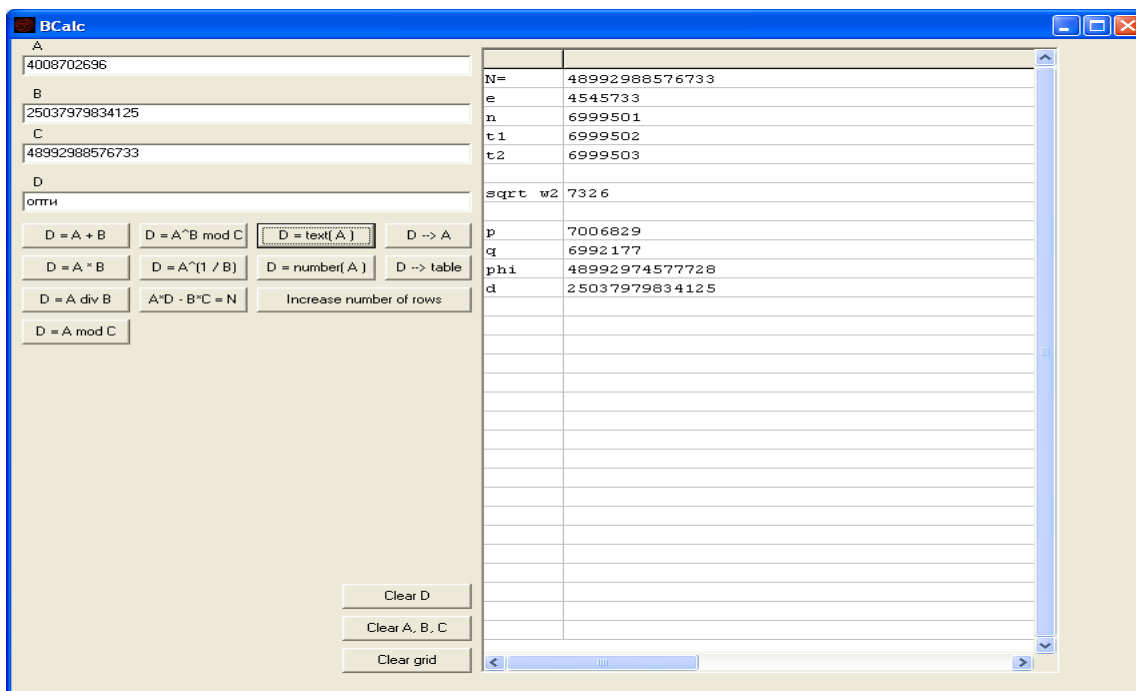 BCalc
A
4008702696
B
25037979834125
C
48992988576733
D
опти
D = A + B D = A^B mod C D = text( A ) D --> A
D = A * B D = A^(1 / B) D = number( A ) D --> table
D = A div B A*D - B*C = N Increase number of rows
D = A mod C
Clear D
Clear A, B, C
Clear grid
N= 48992988576733
e 4545733
n 6999501
t1 6999502
t2 6999503
sqrt w2 7326
p 7006829
q 6992177
phi 48992974577728
d 25037979834125